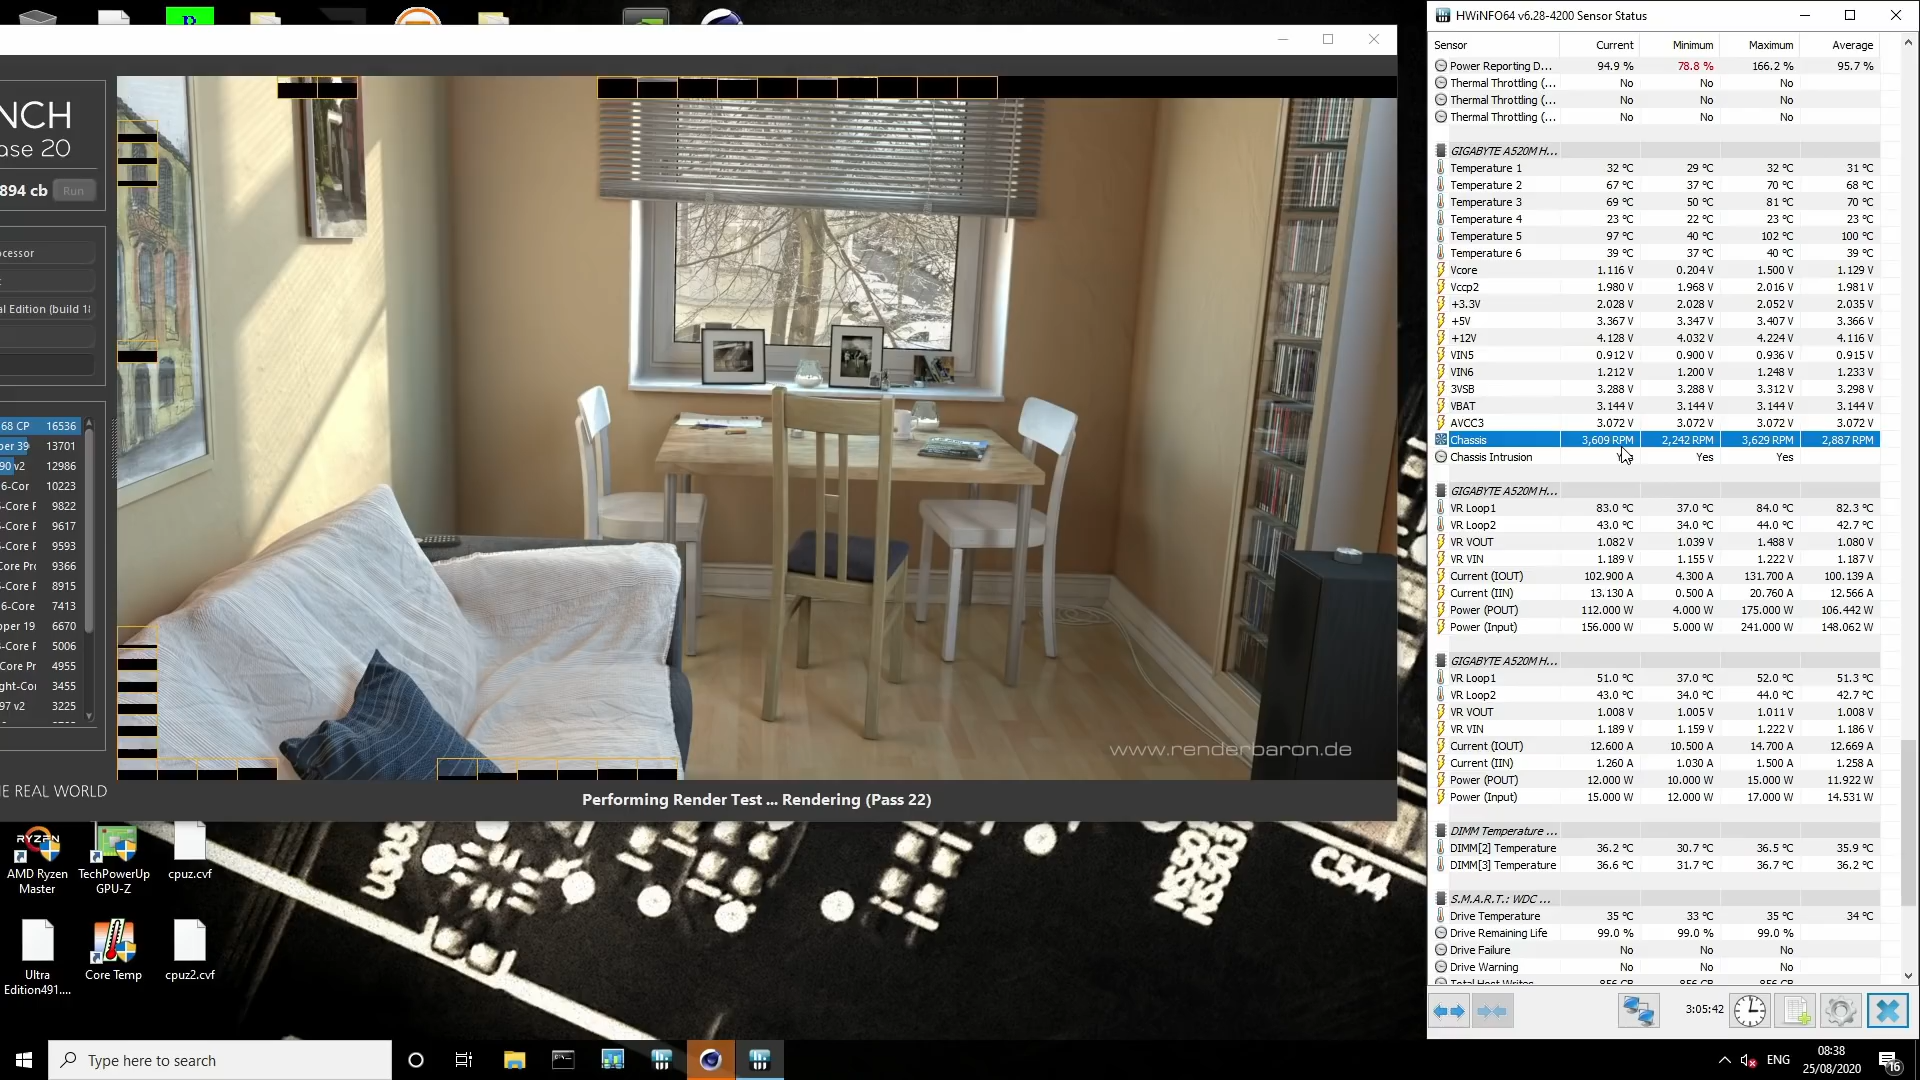 HWiNFO64 v6.28-4200 Sensor Status
Sensor Current Minimum Maximum Average
Power Reporting D... 94.9 % 78.8 % 166.2 % 95.7 %
Thermal Throttling (... No No No
Thermal Throttling (... No No No
Thermal Throttling (... No No No
GIGABYTE A520M H...
Temperature 1 32 °C 29 °C 32 °C 31 °C
Temperature 2 67 °C 37 °C 70 °C 68 °C
Temperature 3 69 °C 50 °C 81 °C 70 °C
Temperature 4 23 °C 22 °C 23 °C 23 °C
Temperature 5 97 °C 40 °C 102 °C 100 °C
Temperature 6 39 °C 37 °C 40 °C 39 °C
Vcore 1.116 V 0.204 V 1.500 V 1.129 V
Vccp2 1.980 V 1.968 V 2.016 V 1.981 V
+3.3V 2.028 V 2.028 V 2.052 V 2.035 V
+5V 3.367 V 3.347 V 3.407 V 3.366 V
+12V 4.128 V 4.032 V 4.224 V 4.116 V
VIN5 0.912 V 0.900 V 0.936 V 0.915 V
VIN6 1.212 V 1.200 V 1.248 V 1.233 V
3VSB 3.288 V 3.288 V 3.312 V 3.298 V
VBAT 3.144 V 3.144 V 3.144 V 3.144 V
AVCC3 3.072 V 3.072 V 3.072 V 3.072 V
Chassis 3,609 RPM 2,242 RPM 3,629 RPM 2,887 RPM
Chassis Intrusion Yes Yes Yes
GIGABYTE A520M H...
VR Loop1 83.0 °C 37.0 °C 84.0 °C 82.3 °C
VR Loop2 43.0 °C 34.0 °C 44.0 °C 42.7 °C
VR VOUT 1.082 V 1.039 V 1.488 V 1.080 V
VR VIN 1.189 V 1.155 V 1.222 V 1.187 V
Current (IOUT) 102.900 A 4.300 A 131.700 A 100.139 A
Current (IIN) 13.130 A 0.500 A 20.760 A 12.566 A
Power (POUT) 112.000 W 4.000 W 175.000 W 106.442 W
Power (Input) 156.000 W 5.000 W 241.000 W 148.062 W
GIGABYTE A520M H...
VR Loop1 51.0 °C 37.0 °C 52.0 °C 51.3 °C
VR Loop2 43.0 °C 34.0 °C 44.0 °C 42.7 °C
VR VOUT 1.008 V 1.005 V 1.011 V 1.008 V
VR VIN 1.189 V 1.159 V 1.222 V 1.186 V
Current (IOUT) 12.600 A 10.500 A 14.700 A 12.669 A
Current (IIN) 1.260 A 1.030 A 1.500 A 1.258 A
Power (POUT) 12.000 W 10.000 W 15.000 W 11.922 W
Power (Input) 15.000 W 12.000 W 17.000 W 14.531 W
DIMM Temperature ...
DIMM[2] Temperature 36.2 °C 30.7 °C 36.5 °C 35.9 °C
DIMM[3] Temperature 36.6 °C 31.7 °C 36.7 °C 36.2 °C
S.M.A.R.T.: WDC ...
Drive Temperature 35 °C 33 °C 35 °C 34 °C
Drive Remaining Life 99.0 % 99.0 % 99.0 %
Drive Failure No No No
Drive Warning No No No
3:05:42
NCH
ase 20
894 cb Run
ocessor
al Edition (build 18
68 CP 16536
per 39 13701
90 v2 12986
6-Cor 10223
-Core F 9822
-Core F 9617
-Core F 9593
Core Pro 9366
-Core F 8915
6-Core 7413
pper 19 6670
-Core F 5006
Core Pr 4955
ght-Cor 3455
97 v2 3225
E REAL WORLD
www.renderbaron.de
Performing Render Test ... Rendering (Pass 22)
RYZEN
AMD Ryzen
Master
TechPowerUp
GPU-Z
cpuz.cvf
Ultra
Edition491....
Core Temp
cpuz2.cvf
C544
Type here to search
ENG
08:38
25/08/2020
16